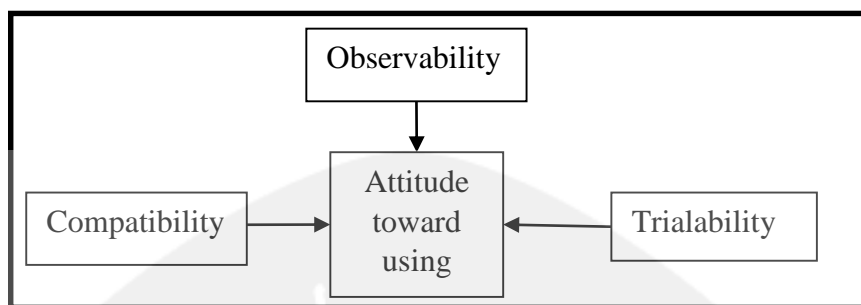 Observability
Attitude
toward
using
Compatibility
Trialability